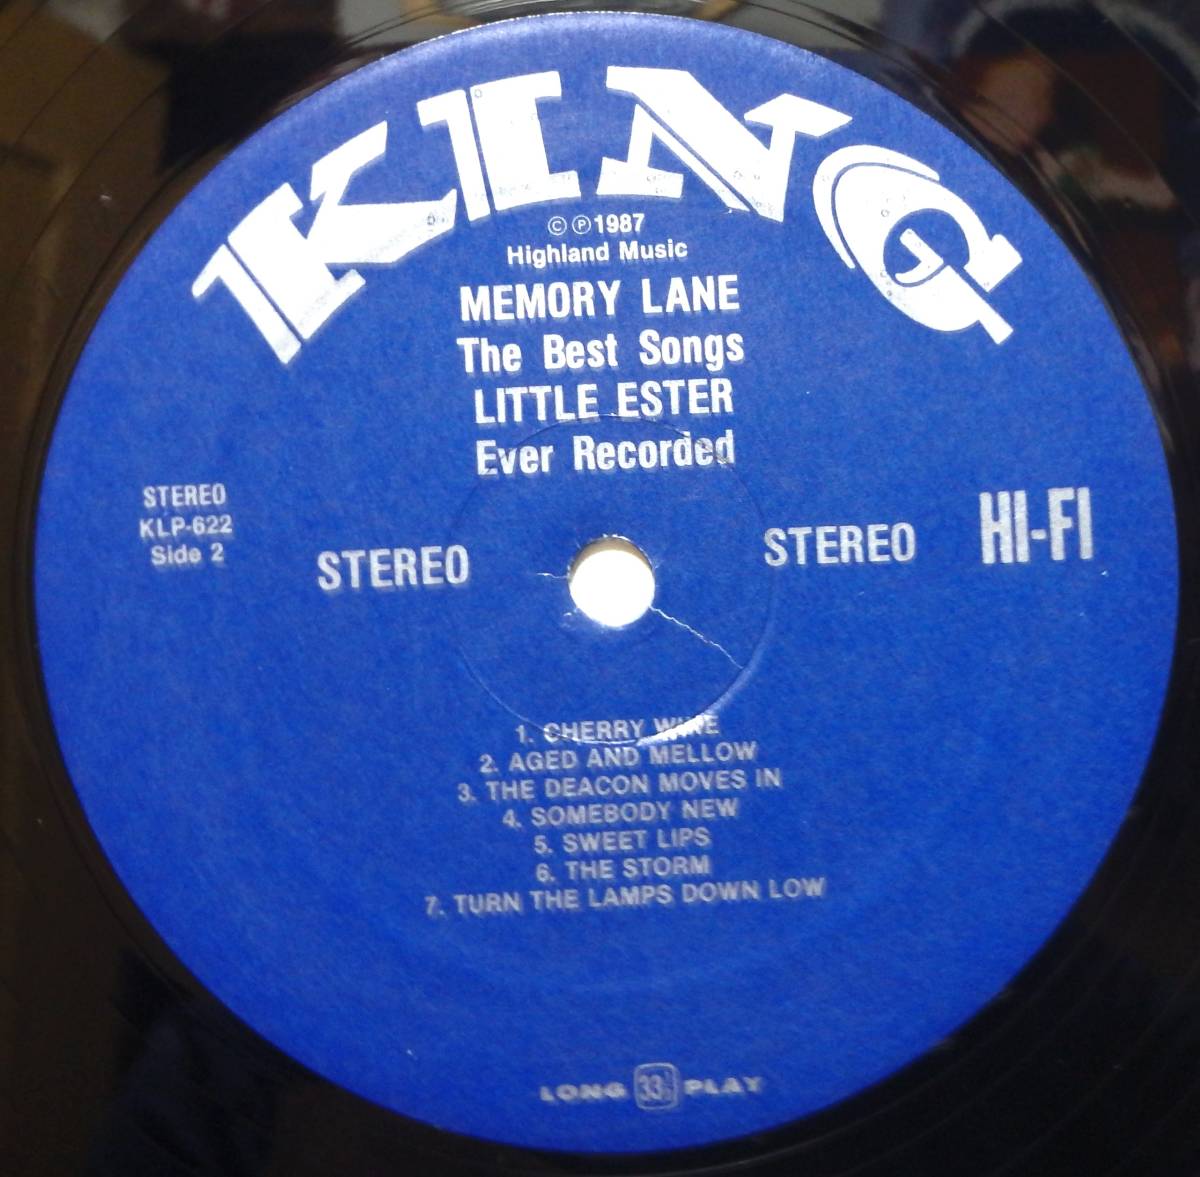 KING
© ℗ 1987
Highland Music
MEMORY LANE
The Best Songs
LITTLE ESTER
Ever Recorded
STEREO
KLP-622
Side 2
STEREO
STEREO
HI-FI
1. CHERRY WINE
2. AGED AND MELLOW
3. THE DEACON MOVES IN
4. SOMEBODY NEW
5. SWEET LIPS
6. THE STORM
7. TURN THE LAMPS DOWN LOW
LONG 33⅓ PLAY